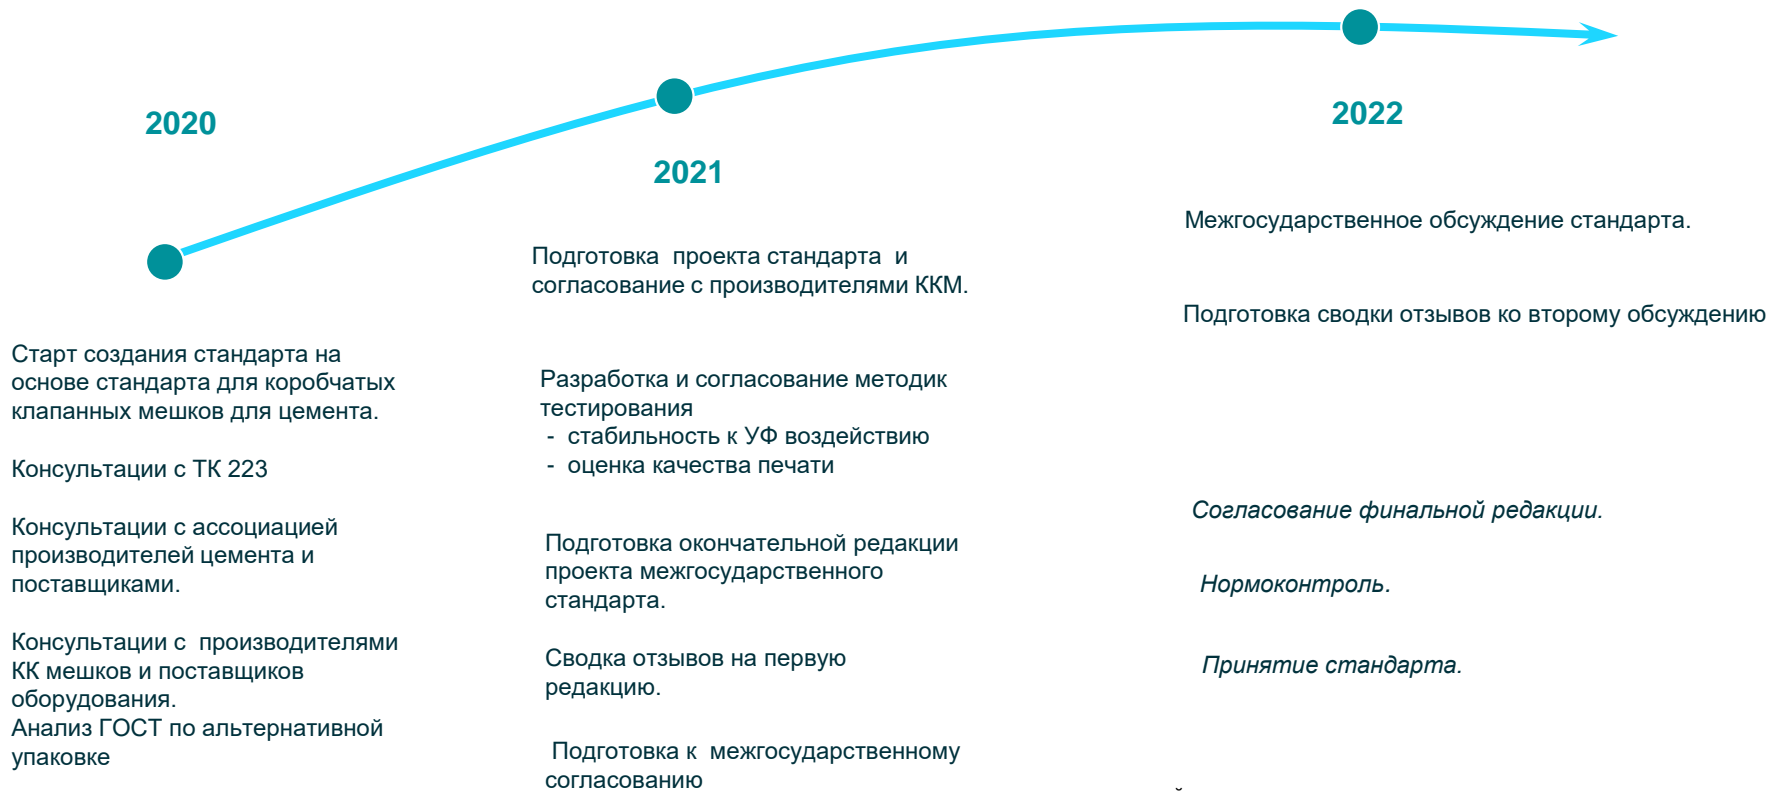 2020
Старт создания стандарта на
основе стандарта для коробчатых
клапанных мешков для цемента.
Консультации с ТК 223
Консультации с ассоциацией
производителей цемента и
поставщиками.
Консультации с  производителями
КК мешков и поставщиков
оборудования.
Анализ ГОСТ по альтернативной
упаковке
2021
Подготовка  проекта стандарта  и
согласование с производителями ККМ.
Разработка и согласование методик
тестирования
-  стабильность к УФ воздействию
-  оценка качества печати
Подготовка окончательной редакции
проекта межгосударственного
стандарта.
Сводка отзывов на первую
редакцию.
Подготовка к  межгосударственному
согласованию
2022
Межгосударственное обсуждение стандарта.
Подготовка сводки отзывов ко второму обсуждению
Согласование финальной редакции.
Нормоконтроль.
Принятие стандарта.